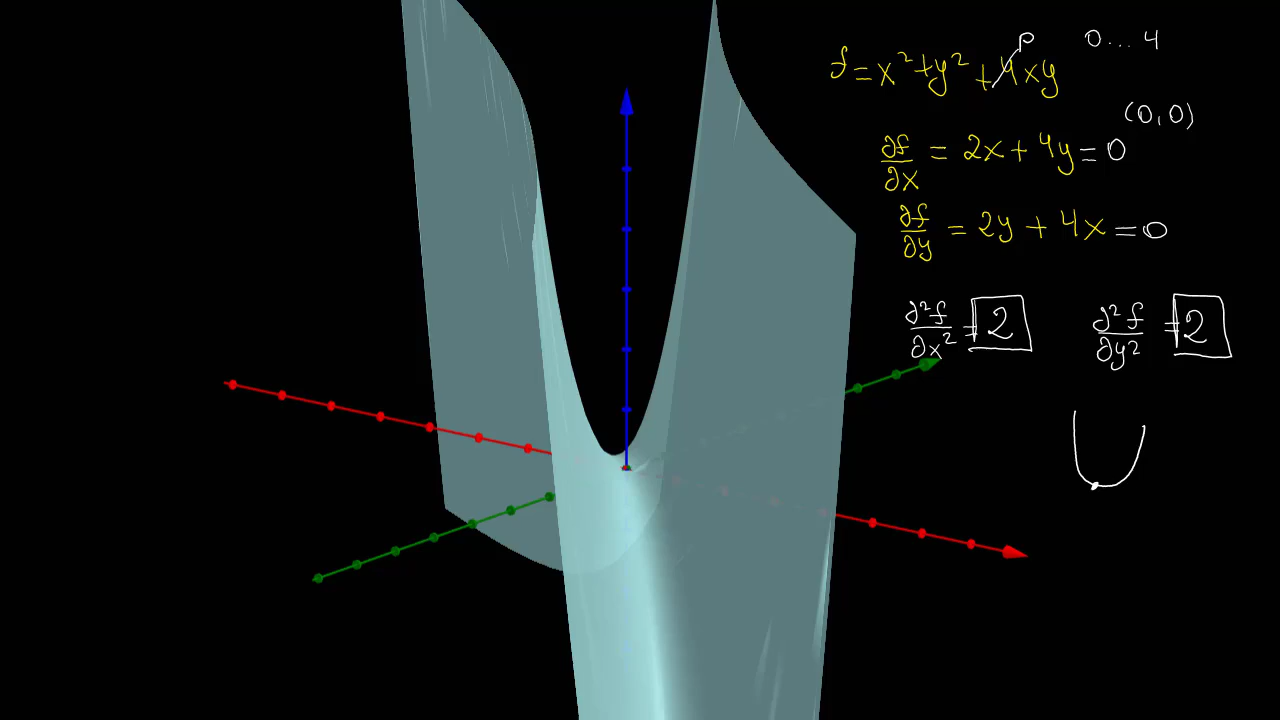 f = x² + y² + 4xy
p
0...4
(0,0)
∂f/∂x = 2x + 4y = 0
∂f/∂y = 2y + 4x = 0
∂²f/∂x² = 2 ∂²f/∂y² = 2